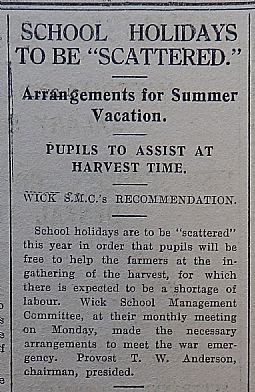 SCHOOL HOLIDAYS
TO BE "SCATTERED."
Arrangements for Summer
Vacation.
PUPILS TO ASSIST AT
HARVEST TIME.
WICK S.M.C.'s RECOMMENDATION.
School holidays are to be "scattered"
this year in order that pupils will be
free to help the farmers at the in-
gathering of the harvest, for which
there is expected to be a shortage of
labour. Wick School Management
Committee, at their monthly meeting
on Monday, made the necessary
arrangements to meet the war emer-
gency. Provost T. W. Anderson,
chairman, presided.